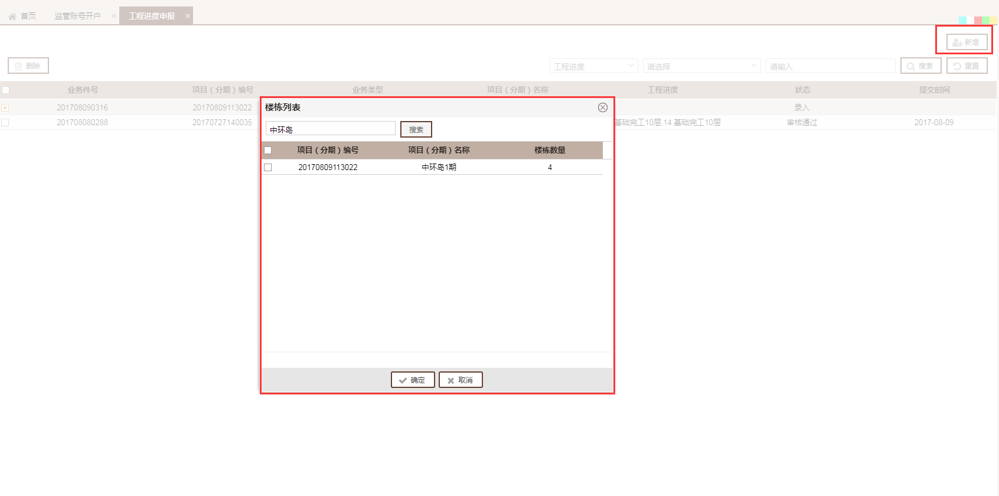 首页 监管账号开户 工程进度申报
新增
删除 工程进度 请选择 请输入 搜索 重置
业务件号 项目（分期）编号 业务类型 项目（分期）名称 工程进度 状态 提交时间
201708090316 20170809113022 录入
201708080288 20170727140035 基础完工10层,14 基础完工10层 审核通过 2017-08-09
楼栋列表
中环岛 搜索
项目（分期）编号 项目（分期）名称 楼栋数量
20170809113022 中环岛1期 4
确定 取消